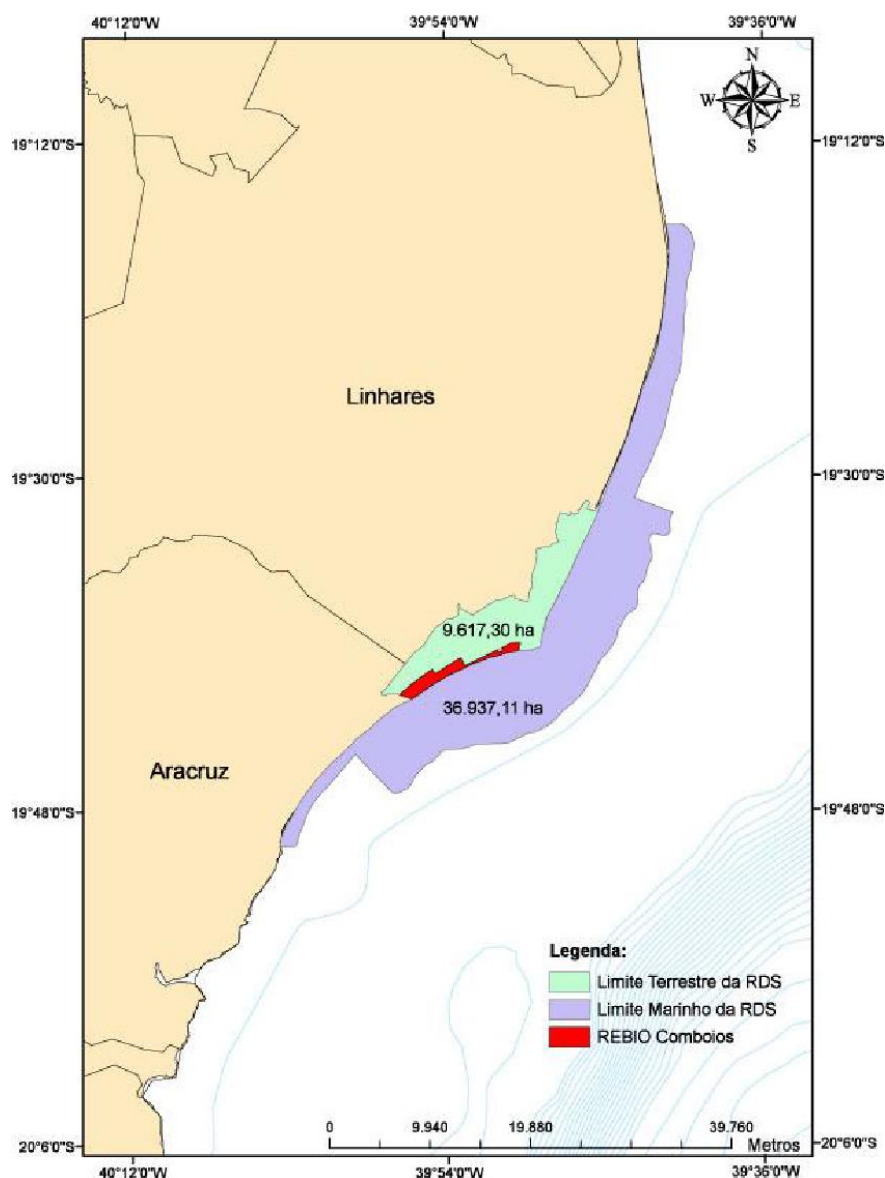 40°12'0"W 39°54'0"W 39°36'0"W
N
W E
S
19°12'0"S 19°12'0"S
Linhares
19°30'0"S 19°30'0"S
9.617,30 ha
36.937,11 ha
Aracruz
19°48'0"S 19°48'0"S
Legenda:
Limite Terrestre da RDS
Limite Marinho da RDS
REBIO Comboios
0 9.940 19.880 39.760
Metros
20°6'0"S 20°6'0"S
40°12'0"W 39°54'0"W 39°36'0"W